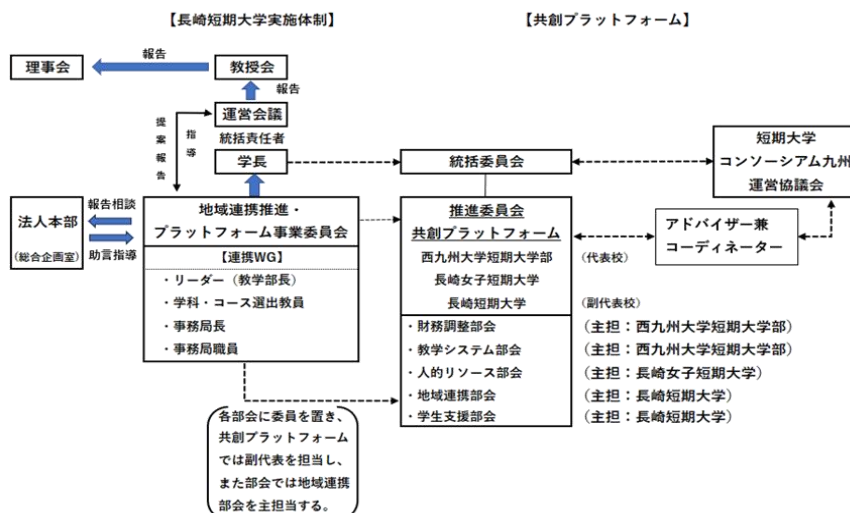 【長崎短期大学実施体制】
【共創プラットフォーム】
理事会
報告
教授会
報告
運営会議
統括責任者
学長
提案報告
指導
統括委員会
短期大学
コンソーシアム九州
運営協議会
法人本部
(総合企画室)
報告相談
助言指導
地域連携推進・
プラットフォーム事業委員会
【連携WG】
・リーダー（教学部長）
・学科・コース選出教員
・事務局長
・事務局職員
推進委員会
共創プラットフォーム
西九州大学短期大学部
(代表校)
長崎女子短期大学
長崎短期大学
(副代表校)
アドバイザー兼
コーディネーター
・財務調整部会
（主担：西九州大学短期大学部）
・教学システム部会
（主担：西九州大学短期大学部）
・人的リソース部会
（主担：長崎女子短期大学）
・地域連携部会
（主担：長崎短期大学）
・学生支援部会
（主担：長崎短期大学）
各部会に委員を置き、
共創プラットフォーム
では副代表を担当し、
また部会では地域連携
部会を主担当する。